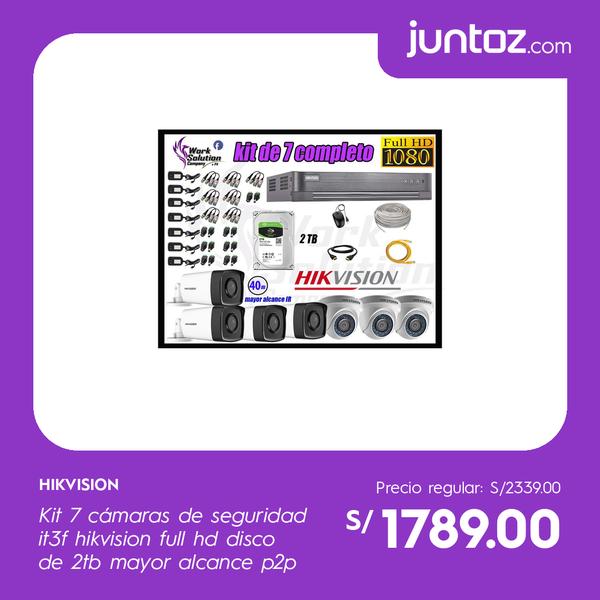 juntoz.com
Work
Solution
Company
kit de 7 completo
Full HD
1080
2 TB
HIKVISION
40m
mayor alcance IR
HIKVISION
Kit 7 cámaras de seguridad
it3f hikvision full hd disco
de 2tb mayor alcance p2p
Precio regular: S/2339.00
S/1789.00